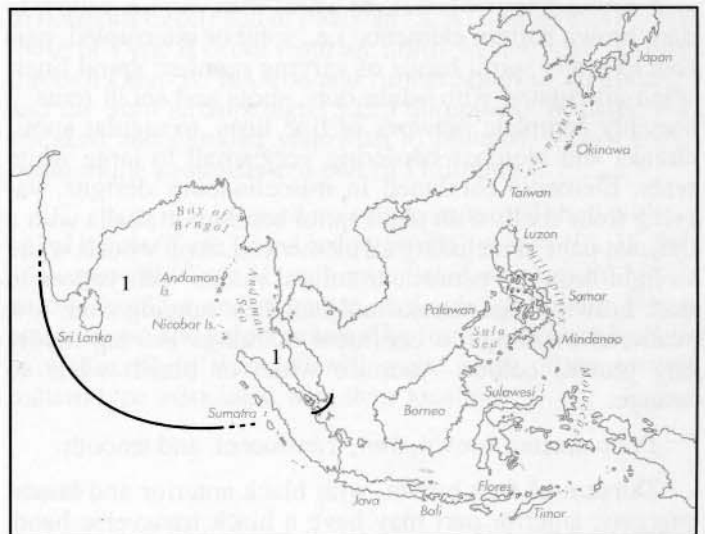 Japan
Okinawa
Taiwan
Bay of
Bengal
Luzon
1
Andaman
Is.
Andaman
Sea
Palawan
Samar
Nicobar Is.
Sulu
Sea
Mindanao
Sri Lanka
1
Sumatra
Borneo
Sulawesi
Moluccas
Java
Bali
Flores
Timor